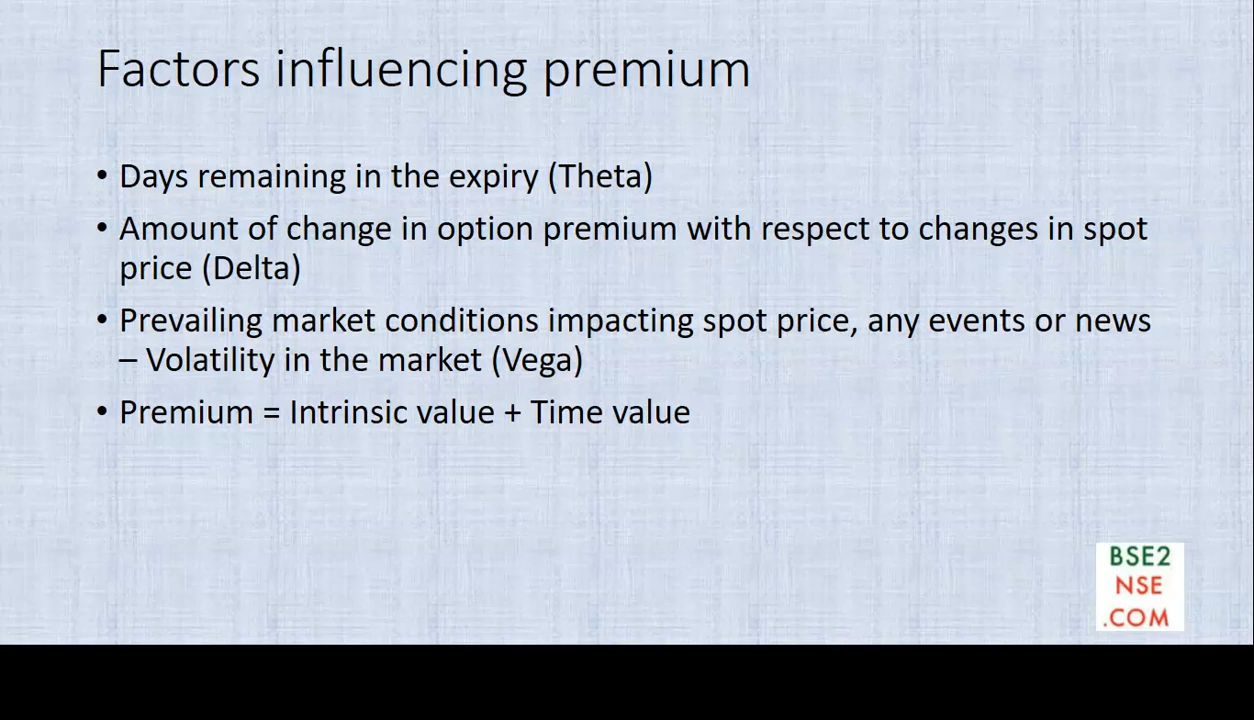 Factors influencing premium
• Days remaining in the expiry (Theta)
• Amount of change in option premium with respect to changes in spot
price (Delta)
• Prevailing market conditions impacting spot price, any events or news
– Volatility in the market (Vega)
• Premium = Intrinsic value + Time value
BSE2
NSE
.COM